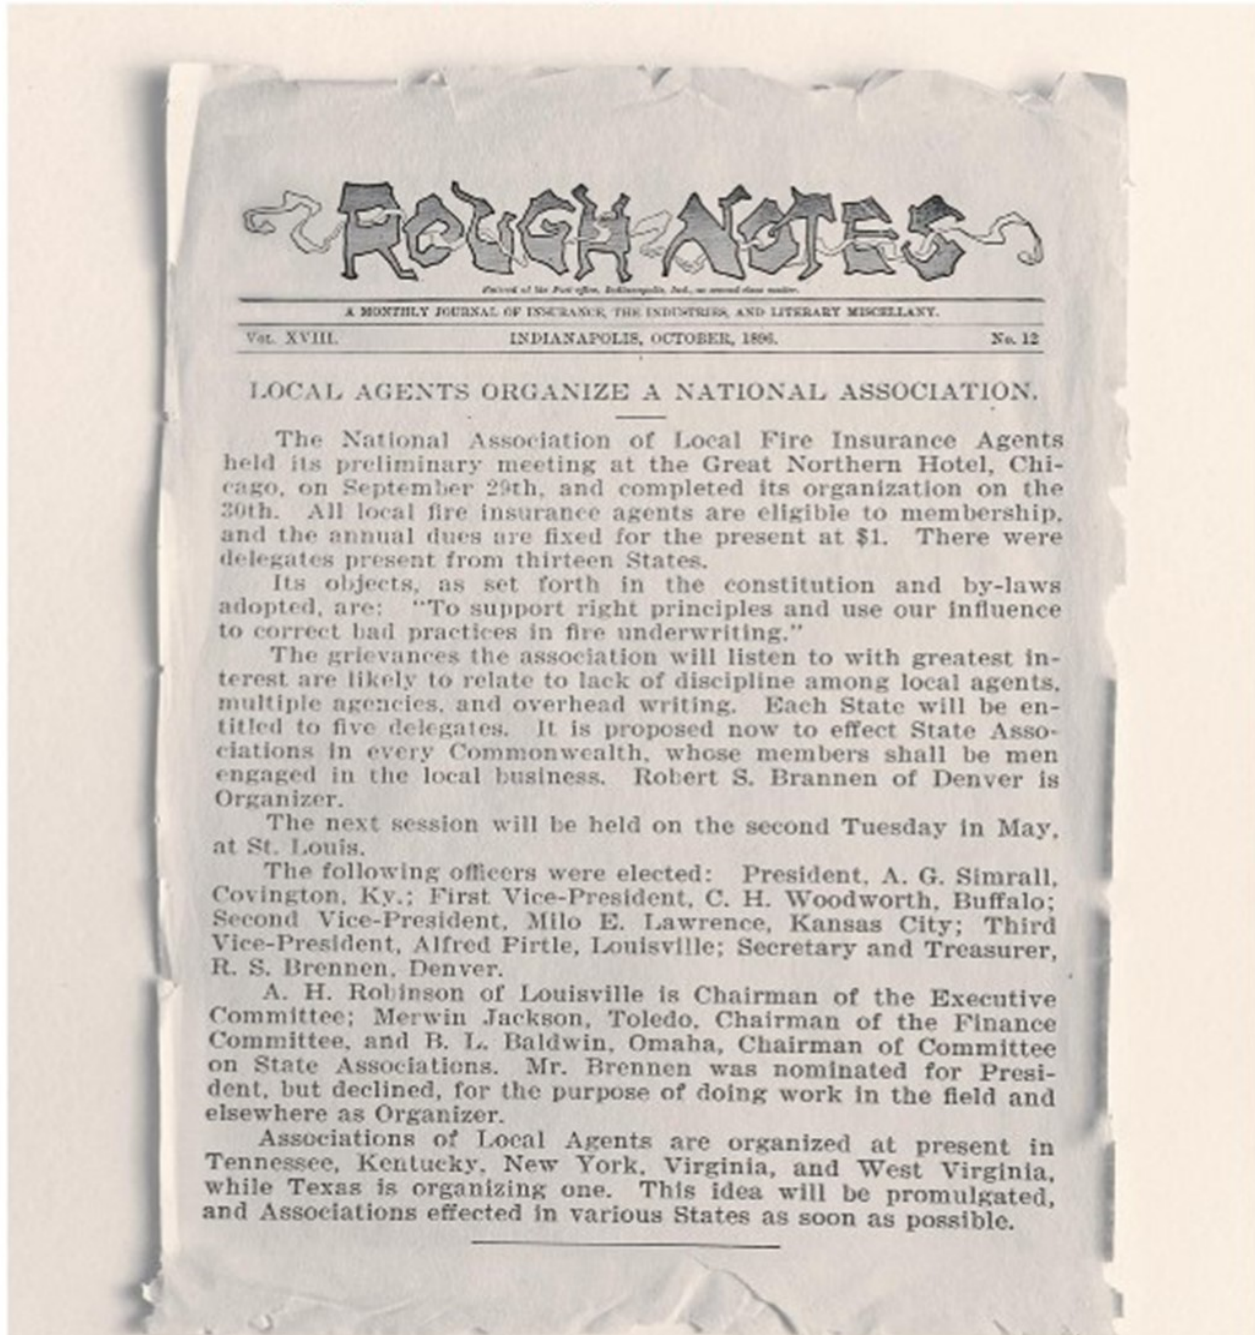 ROUGH NOTES
Entered at the Post-office, Indianapolis, Ind., as second class matter.
A MONTHLY JOURNAL OF INSURANCE, THE INDUSTRIES, AND LITERARY MISCELLANY.
VOL. XVIII. INDIANAPOLIS, OCTOBER, 1896. No. 12
LOCAL AGENTS ORGANIZE A NATIONAL ASSOCIATION.
The National Association of Local Fire Insurance Agents
held its preliminary meeting at the Great Northern Hotel, Chi-
cago, on September 29th, and completed its organization on the
30th. All local fire insurance agents are eligible to membership,
and the annual dues are fixed for the present at $1. There were
delegates present from thirteen States.
Its objects, as set forth in the constitution and by-laws
adopted, are: "To support right principles and use our influence
to correct bad practices in fire underwriting."
The grievances the association will listen to with greatest in-
terest are likely to relate to lack of discipline among local agents,
multiple agencies, and overhead writing. Each State will be en-
titled to five delegates. It is proposed now to effect State Asso-
ciations in every Commonwealth, whose members shall be men
engaged in the local business. Robert S. Brannen of Denver is
Organizer.
The next session will be held on the second Tuesday in May,
at St. Louis.
The following officers were elected: President, A. G. Simrall,
Covington, Ky.; First Vice-President, C. H. Woodworth, Buffalo;
Second Vice-President, Milo E. Lawrence, Kansas City; Third
Vice-President, Alfred Pirtle, Louisville; Secretary and Treasurer,
R. S. Brennen, Denver.
A. H. Robinson of Louisville is Chairman of the Executive
Committee; Merwin Jackson, Toledo, Chairman of the Finance
Committee, and B. L. Baldwin, Omaha, Chairman of Committee
on State Associations. Mr. Brennen was nominated for Presi-
dent, but declined, for the purpose of doing work in the field and
elsewhere as Organizer.
Associations of Local Agents are organized at present in
Tennessee, Kentucky, New York, Virginia, and West Virginia,
while Texas is organizing one. This idea will be promulgated,
and Associations effected in various States as soon as possible.